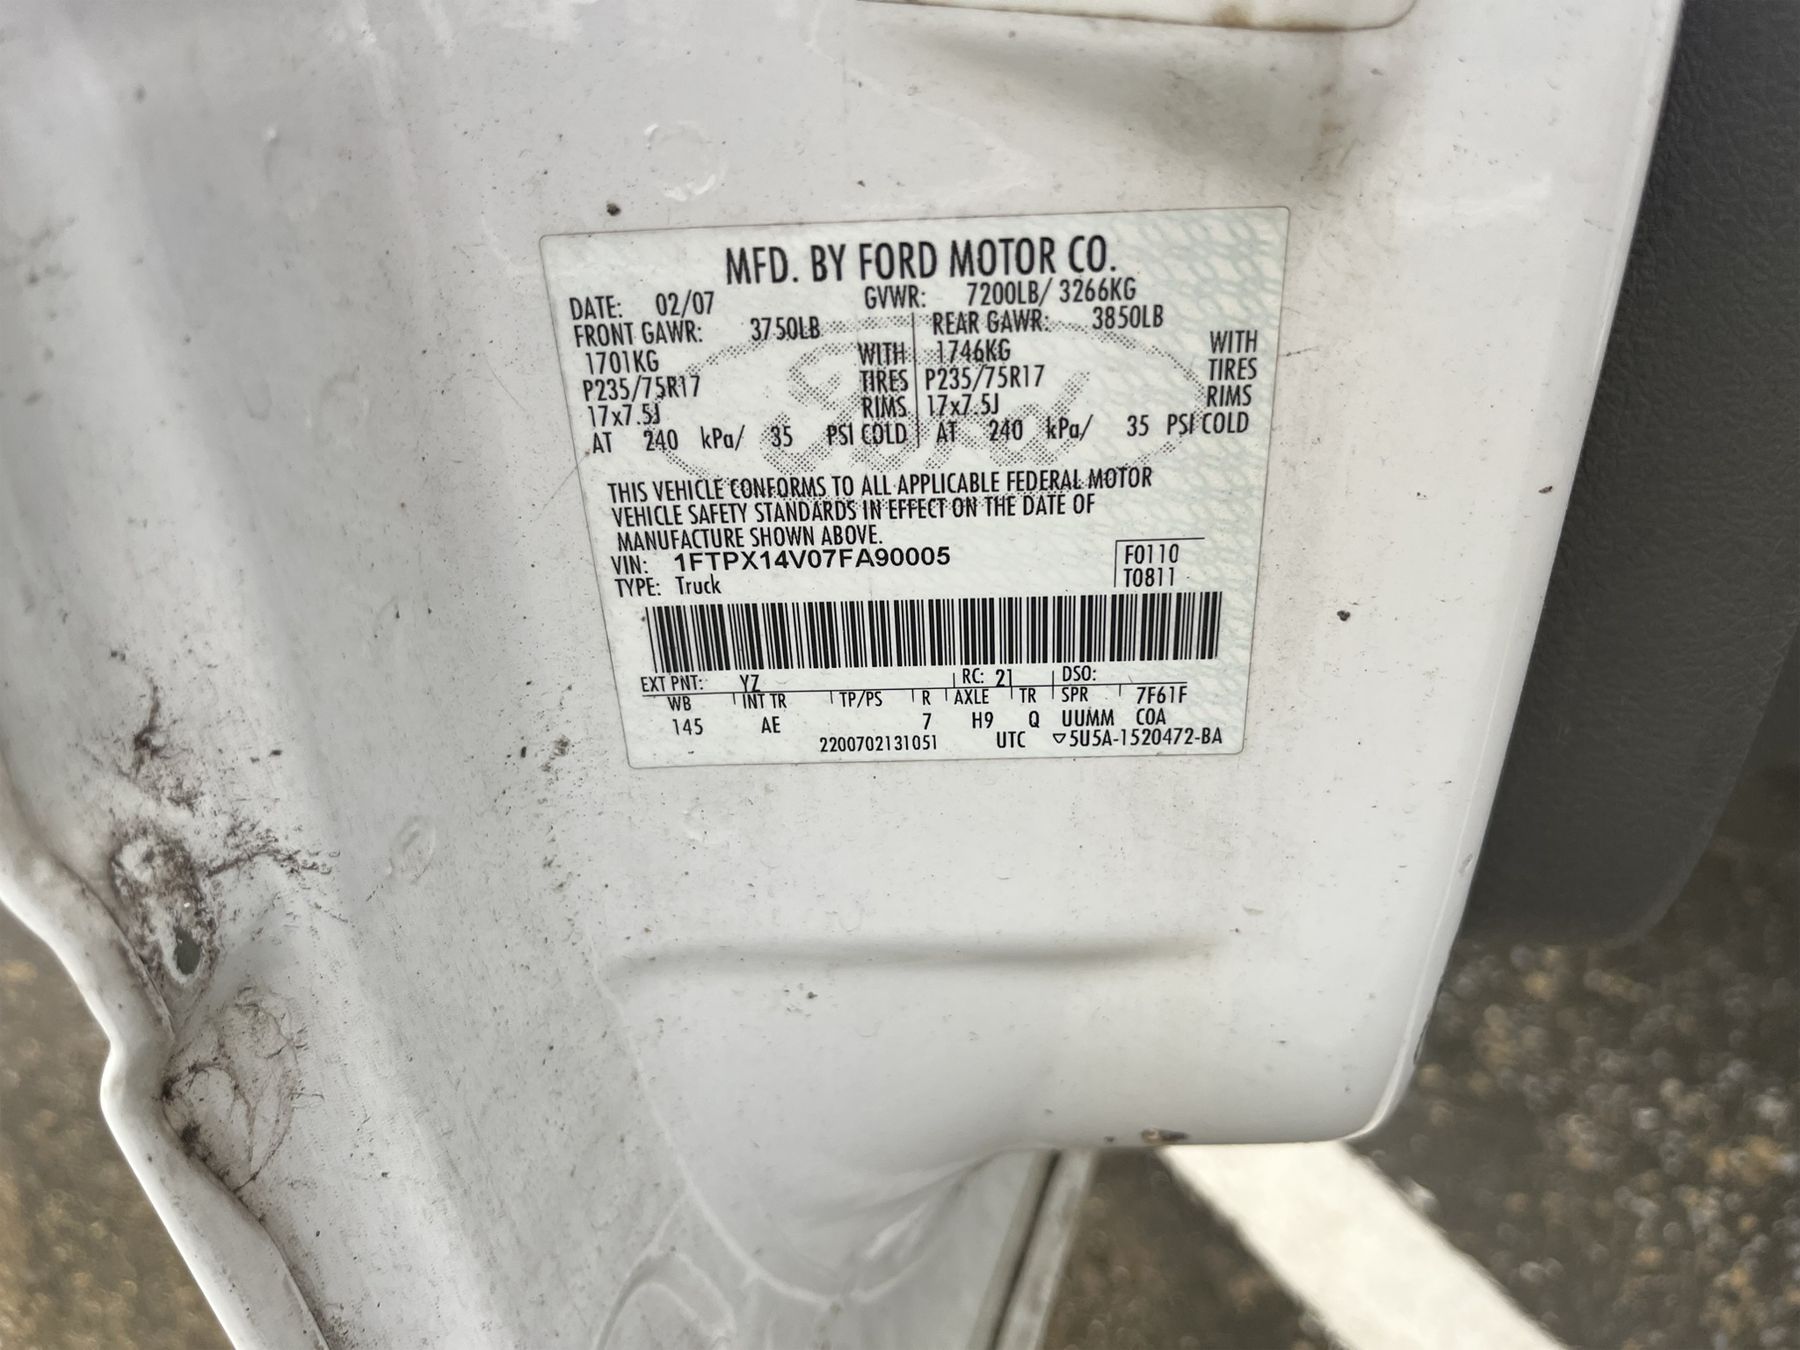 MFD. BY FORD MOTOR CO.
DATE: 02/07 GVWR: 7200LB/ 3266KG
FRONT GAWR: 3750LB REAR GAWR: 3850LB
1701KG WITH 1746KG WITH
P235/75R17 TIRES P235/75R17 TIRES
17x7.5J RIMS 17x7.5J RIMS
AT 240 kPa/ 35 PSI COLD AT 240 kPa/ 35 PSI COLD
THIS VEHICLE CONFORMS TO ALL APPLICABLE FEDERAL MOTOR
VEHICLE SAFETY STANDARDS IN EFFECT ON THE DATE OF
MANUFACTURE SHOWN ABOVE.
VIN: 1FTPX14V07FA90005 F0110
TYPE: Truck T0811
EXT PNT: YZ RC: 21 DSO:
WB INT TR TP/PS R AXLE TR SPR 7F61F
145 AE 7 H9 Q UUMM COA
2200702131051 UTC ▽5U5A-1520472-BA
Ford